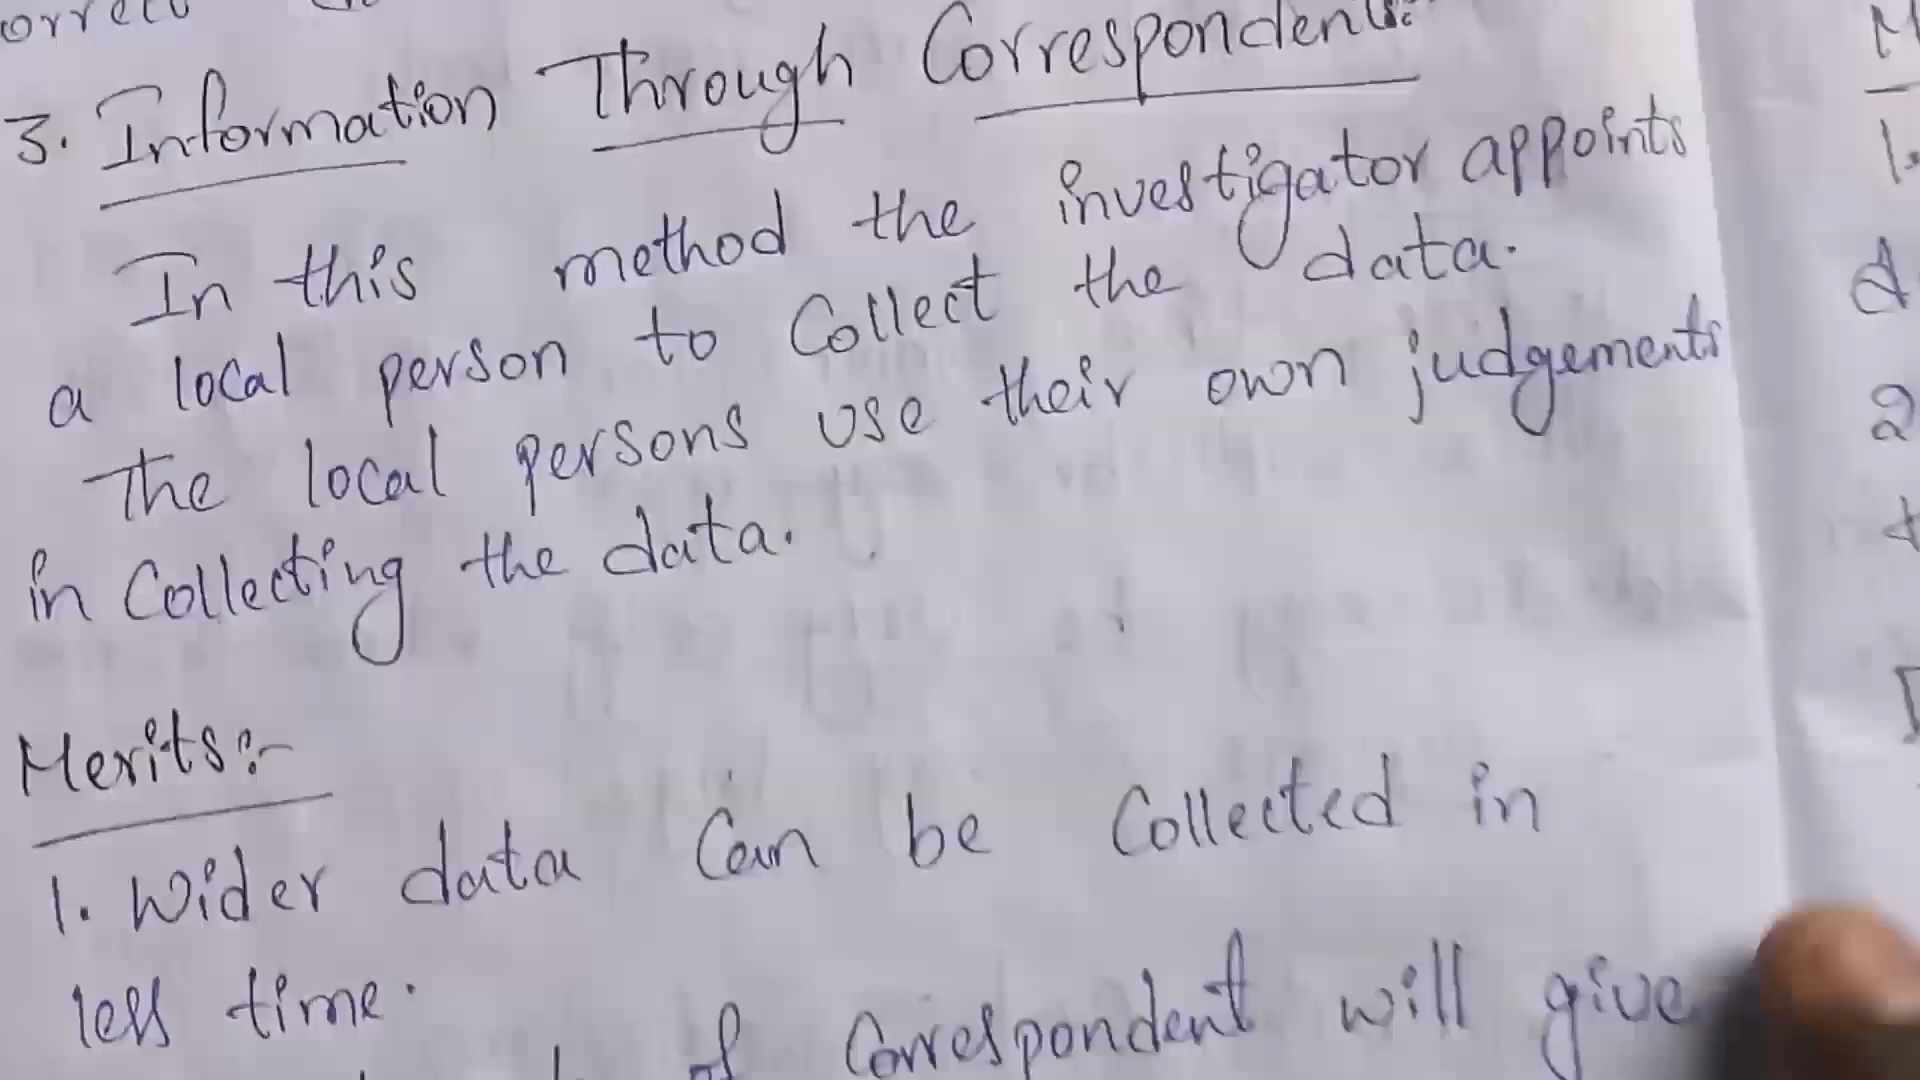 3. Information Through Correspondents:
In this method the investigator appoints
a local person to Collect the data.
The local persons use their own judgements
in Collecting the data.
Merits:-
1. Wider data Can be Collected in
less time.
of Correspondent will give